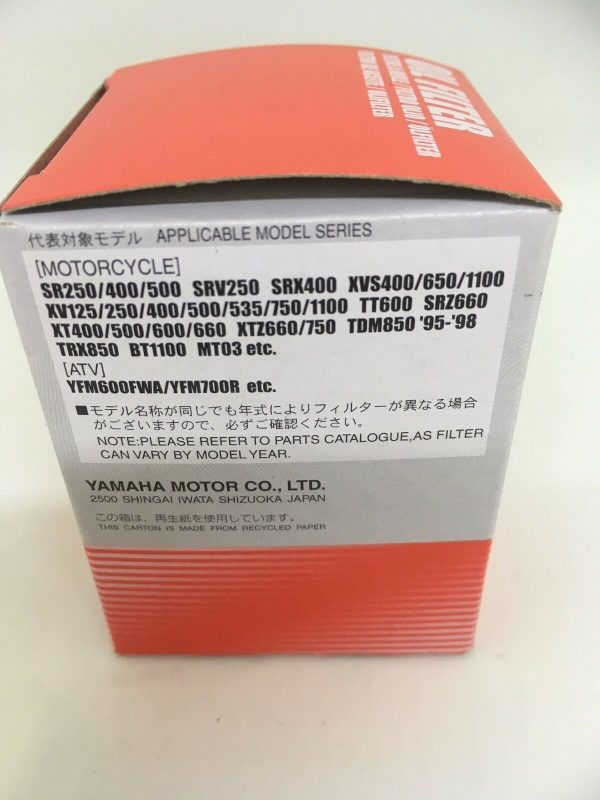 OIL FILTER
代表対象モデル APPLICABLE MODEL SERIES
[MOTORCYCLE]
SR250/400/500 SRV250 SRX400 XVS400/650/1100
XV125/250/400/500/535/750/1100 TT600 SRZ660
XT400/500/600/660 XTZ660/750 TDM850 '95-'98
TRX850 BT1100 MT03 etc.
[ATV]
YFM600FWA/YFM700R etc.
■モデル名称が同じでも年式によりフィルターが異なる場合
がございますので、必ずご確認ください。
NOTE:PLEASE REFER TO PARTS CATALOGUE,AS FILTER
CAN VARY BY MODEL YEAR.
YAMAHA MOTOR CO., LTD.
2500 SHINGAI IWATA SHIZUOKA JAPAN
この箱は、再生紙を使用しています。
THIS CARTON IS MADE FROM RECYCLED PAPER